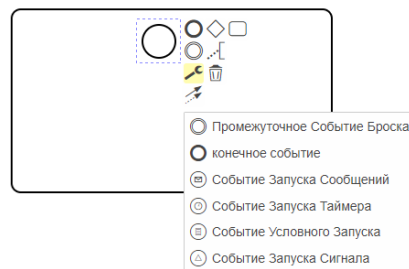 Промежуточное Событие Броска
конечное событие
Событие Запуска Сообщений
Событие Запуска Таймера
Событие Условного Запуска
Событие Запуска Сигнала